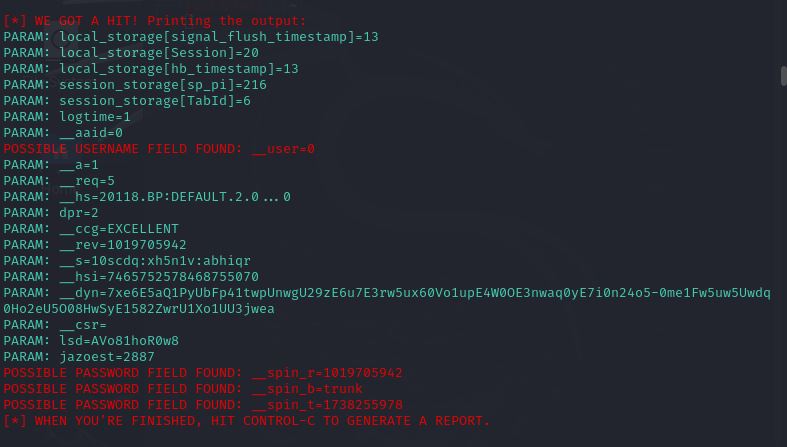 [*] WE GOT A HIT! Printing the output:
PARAM: local_storage[signal_flush_timestamp]=13
PARAM: local_storage[Session]=20
PARAM: local_storage[hb_timestamp]=13
PARAM: session_storage[sp_pi]=216
PARAM: session_storage[TabId]=6
PARAM: logtime=1
PARAM: __aaid=0
POSSIBLE USERNAME FIELD FOUND: __user=0
PARAM: __a=1
PARAM: __req=5
PARAM: __hs=20118.BP:DEFAULT.2.0...0
PARAM: dpr=2
PARAM: __ccg=EXCELLENT
PARAM: __rev=1019705942
PARAM: __s=10scdq:xh5n1v:abhiqr
PARAM: __hsi=7465752578468755070
PARAM: __dyn=7xe6E5aQ1PyUbFp41twpUnwgU29zE6u7E3rw5ux60Vo1upE4W0OE3nwaq0yE7i0n24o5-0me1Fw5uw5Uwdq
0Ho2eU5O08HwSyE1582ZwrU1Xo1UU3jwea
PARAM: __csr=
PARAM: lsd=AVo81hoR0w8
PARAM: jazoest=2887
POSSIBLE PASSWORD FIELD FOUND: __spin_r=1019705942
POSSIBLE PASSWORD FIELD FOUND: __spin_b=trunk
POSSIBLE PASSWORD FIELD FOUND: __spin_t=1738255978
[*] WHEN YOU'RE FINISHED, HIT CONTROL-C TO GENERATE A REPORT.